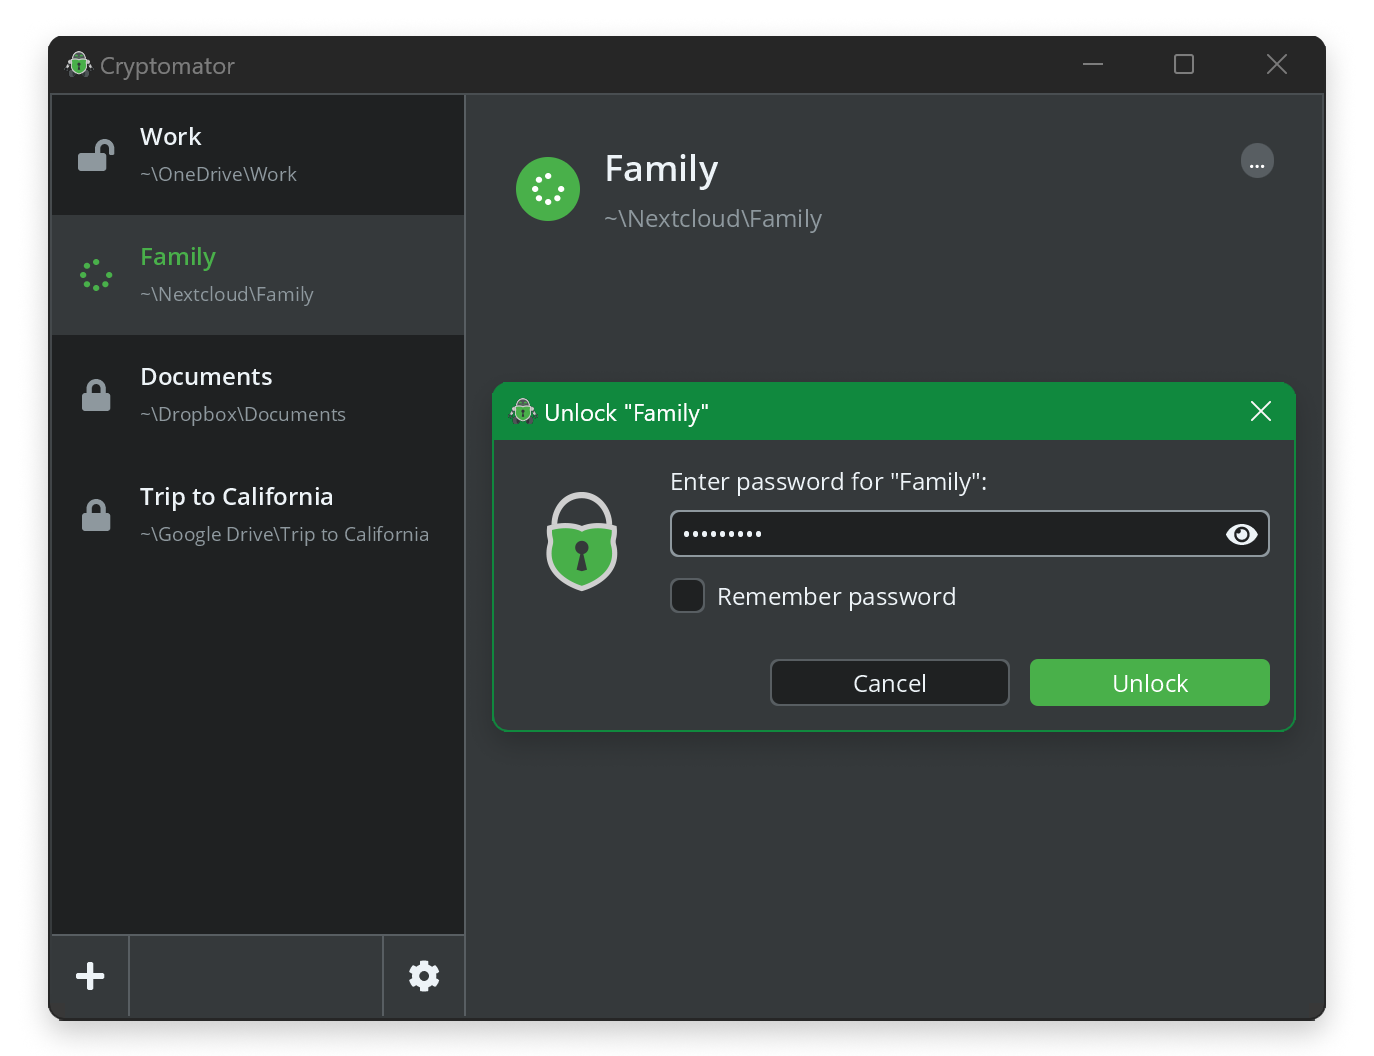 Cryptomator
Work
~\OneDrive\Work
Family
~\Nextcloud\Family
Documents
~\Dropbox\Documents
Trip to California
~\Google Drive\Trip to California
Family
~\Nextcloud\Family
...
Unlock "Family"
Enter password for "Family":
•••••••••
Remember password
Cancel
Unlock